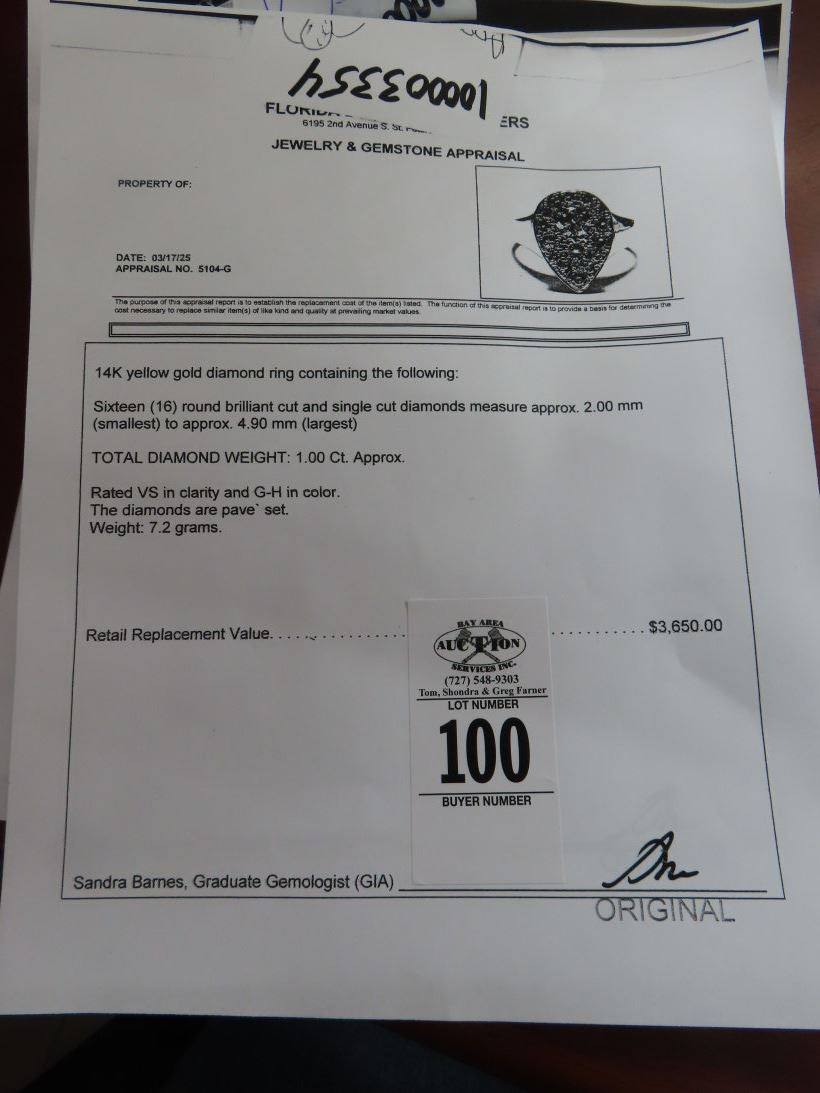 FLORIDA ERS
6195 2nd Avenue S. St.
JEWELRY & GEMSTONE APPRAISAL
PROPERTY OF:
DATE: 03/17/25
APPRAISAL NO. 5104-G
The purpose of this appraisal report is to establish the replacement cost of the item(s) listed. The function of this appraisal report is to provide a basis for determining the
cost necessary to replace similar item(s) of like kind and quality at prevailing market values.
14K yellow gold diamond ring containing the following:
Sixteen (16) round brilliant cut and single cut diamonds measure approx. 2.00 mm
(smallest) to approx. 4.90 mm (largest)
TOTAL DIAMOND WEIGHT: 1.00 Ct. Approx.
Rated VS in clarity and G-H in color.
The diamonds are pave` set.
Weight: 7.2 grams.
Retail Replacement Value. . . . . . . . . . . . . . . . . . . . . . . . . . . . $3,650.00
BAY AREA
AUCTION
SERVICES INC.
(727) 548-9303
Tom, Shondra & Greg Farner
LOT NUMBER
100
BUYER NUMBER
Sandra Barnes, Graduate Gemologist (GIA)
ORIGINAL